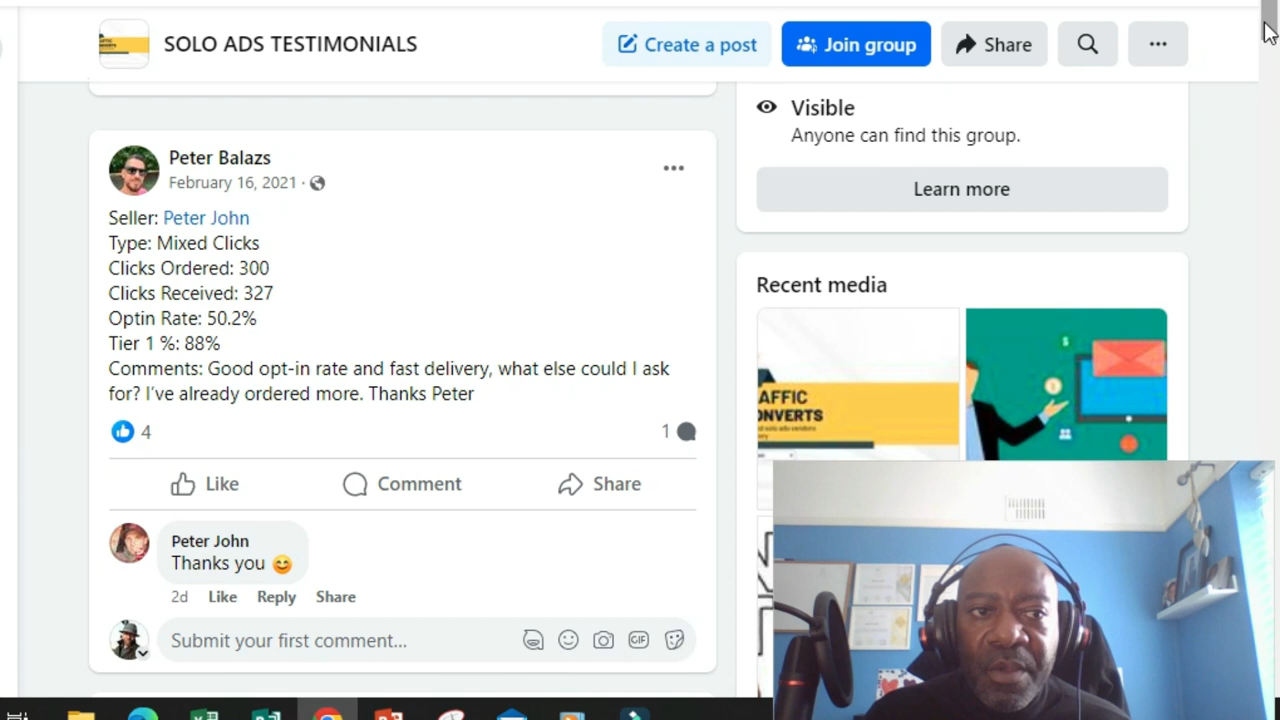 SOLO ADS TESTIMONIALS
Create a post
Join group
Share
Peter Balazs
February 16, 2021 ·
Seller: Peter John
Type: Mixed Clicks
Clicks Ordered: 300
Clicks Received: 327
Optin Rate: 50.2%
Tier 1 %: 88%
Comments: Good opt-in rate and fast delivery, what else could I ask
for? I've already ordered more. Thanks Peter
4
1
Like
Comment
Share
Peter John
Thanks you 😊
2d Like Reply Share
Submit your first comment...
GIF
Visible
Anyone can find this group.
Learn more
Recent media
AFFIC
ONVERTS